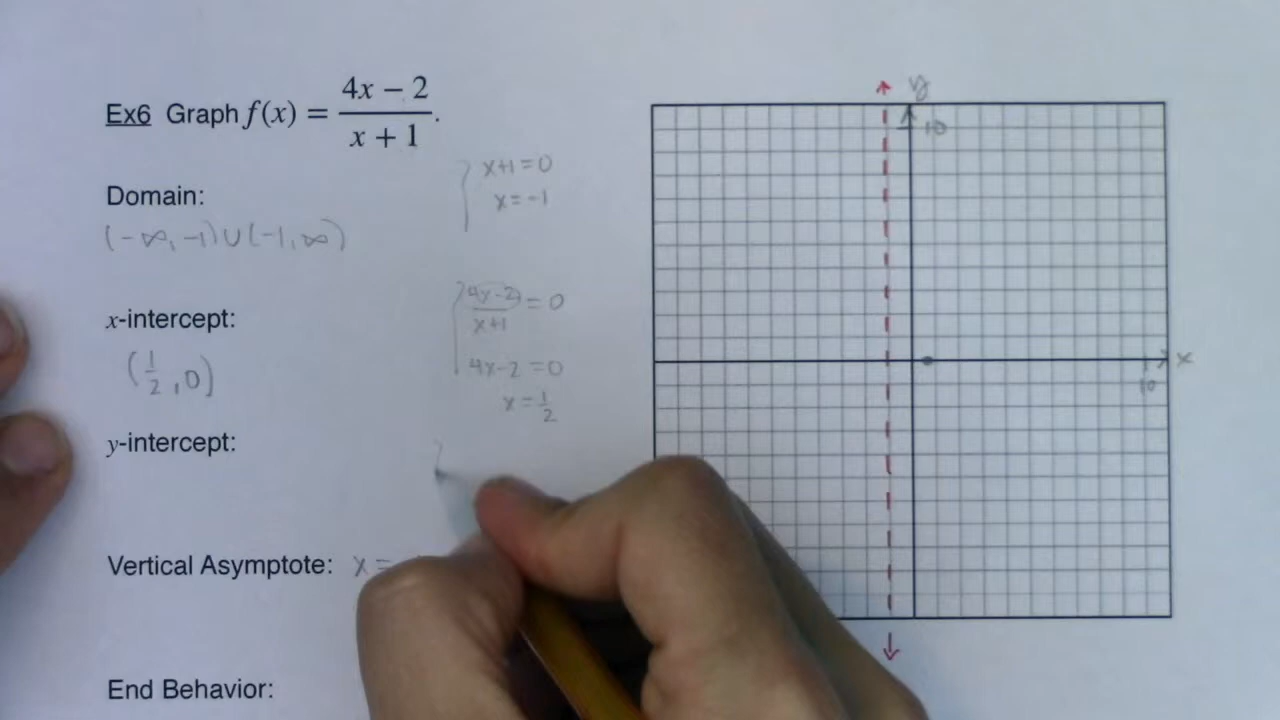 Ex6 Graph f(x) = (4x − 2)/(x + 1).
x+1=0
x=-1
Domain:
(-∞,-1)∪(-1,∞)
x-intercept:
(1/2,0)
(4x-2)/(x+1) = 0
4x-2=0
x=1/2
y-intercept:
Vertical Asymptote: x=
End Behavior:
y
10
x
10